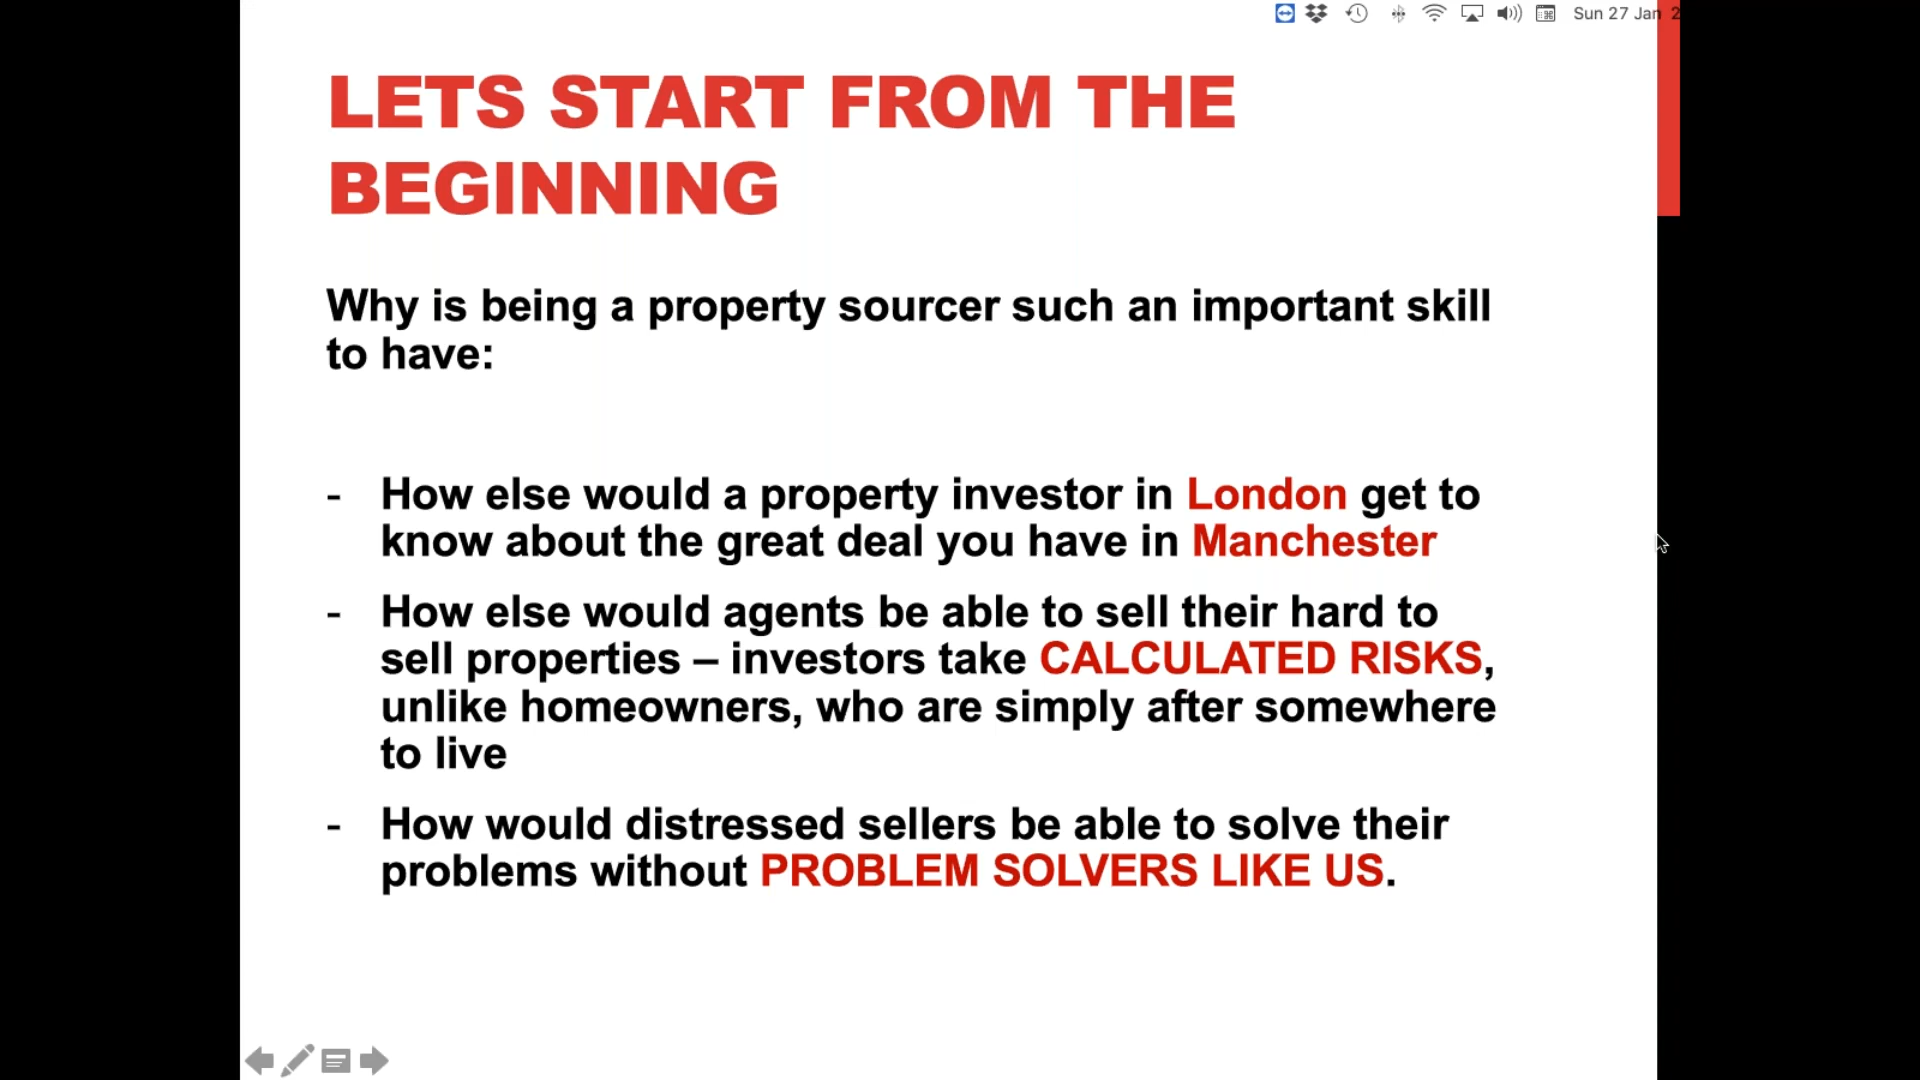 Sun 27 Jan 2
LETS START FROM THE
BEGINNING
Why is being a property sourcer such an important skill
to have:
- How else would a property investor in London get to
know about the great deal you have in Manchester
- How else would agents be able to sell their hard to
sell properties – investors take CALCULATED RISKS,
unlike homeowners, who are simply after somewhere
to live
- How would distressed sellers be able to solve their
problems without PROBLEM SOLVERS LIKE US.